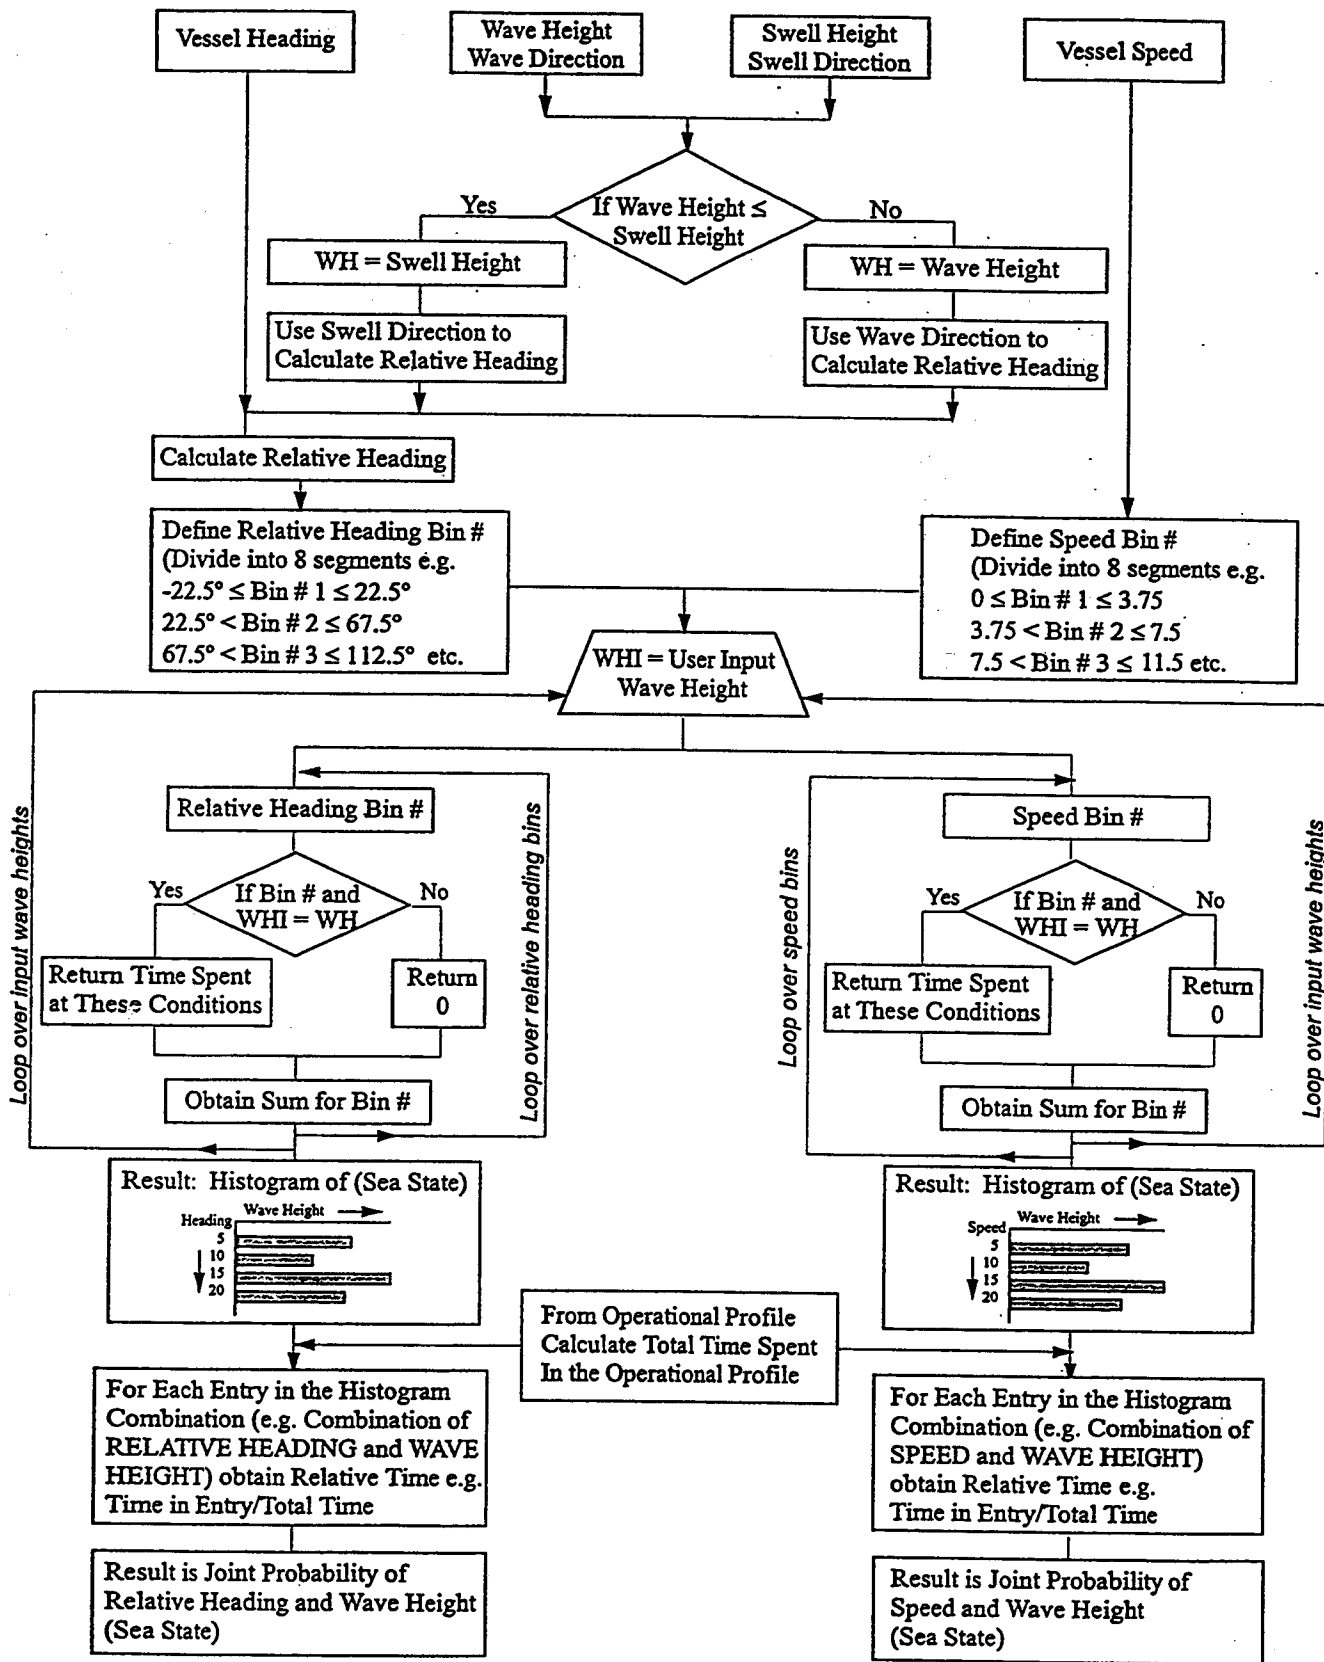 Vessel Heading
Wave Height
Wave Direction
Swell Height
Swell Direction
Vessel Speed
If Wave Height ≤
Swell Height
Yes
No
WH = Swell Height
WH = Wave Height
Use Swell Direction to
Calculate Relative Heading
Use Wave Direction to
Calculate Relative Heading
Calculate Relative Heading
Define Relative Heading Bin #
(Divide into 8 segments e.g.
-22.5° ≤ Bin # 1 ≤ 22.5°
22.5° < Bin # 2 ≤ 67.5°
67.5° < Bin # 3 ≤ 112.5° etc.
Define Speed Bin #
(Divide into 8 segments e.g.
0 ≤ Bin # 1 ≤ 3.75
3.75 < Bin # 2 ≤ 7.5
7.5 < Bin # 3 ≤ 11.5 etc.
WHI = User Input
Wave Height
Loop over input wave heights
Relative Heading Bin #
If Bin # and
WHI = WH
Yes
No
Return Time Spent
at These Conditions
Return
0
Obtain Sum for Bin #
Loop over relative heading bins
Loop over speed bins
Speed Bin #
If Bin # and
WHI = WH
Yes
No
Return Time Spent
at These Conditions
Return
0
Obtain Sum for Bin #
Loop over input wave heights
Result: Histogram of (Sea State)
Wave Height
Heading
5
10
15
20
Result: Histogram of (Sea State)
Wave Height
Speed
5
10
15
20
From Operational Profile
Calculate Total Time Spent
In the Operational Profile
For Each Entry in the Histogram
Combination (e.g. Combination of
RELATIVE HEADING and WAVE
HEIGHT) obtain Relative Time e.g.
Time in Entry/Total Time
For Each Entry in the Histogram
Combination (e.g. Combination of
SPEED and WAVE HEIGHT)
obtain Relative Time e.g.
Time in Entry/Total Time
Result is Joint Probability of
Relative Heading and Wave Height
(Sea State)
Result is Joint Probability of
Speed and Wave Height
(Sea State)